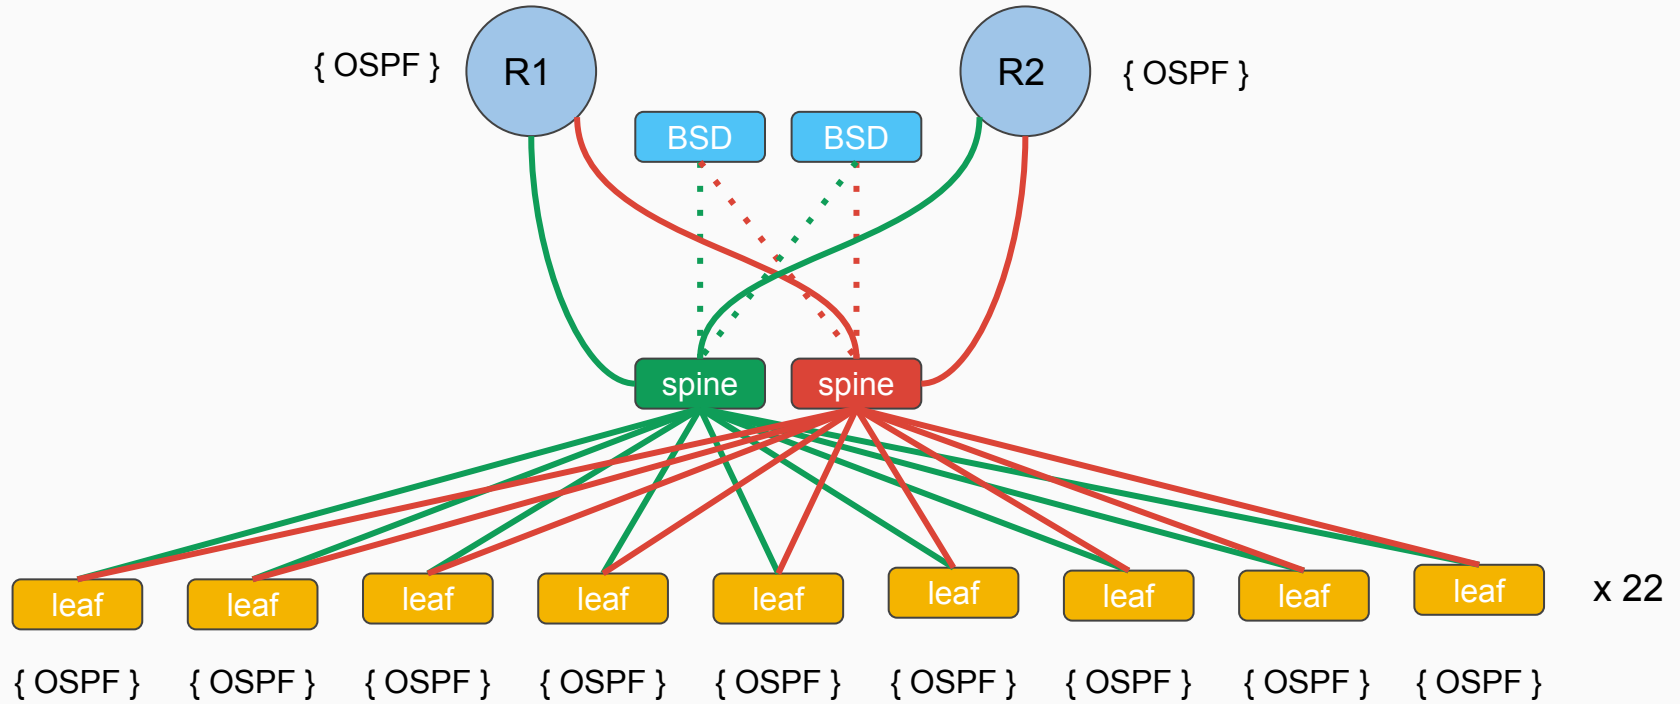 { OSPF } R1 R2 { OSPF }
BSD BSD
spine spine
leaf leaf leaf leaf leaf leaf leaf leaf leaf x 22
{ OSPF } { OSPF } { OSPF } { OSPF } { OSPF } { OSPF } { OSPF } { OSPF } { OSPF }